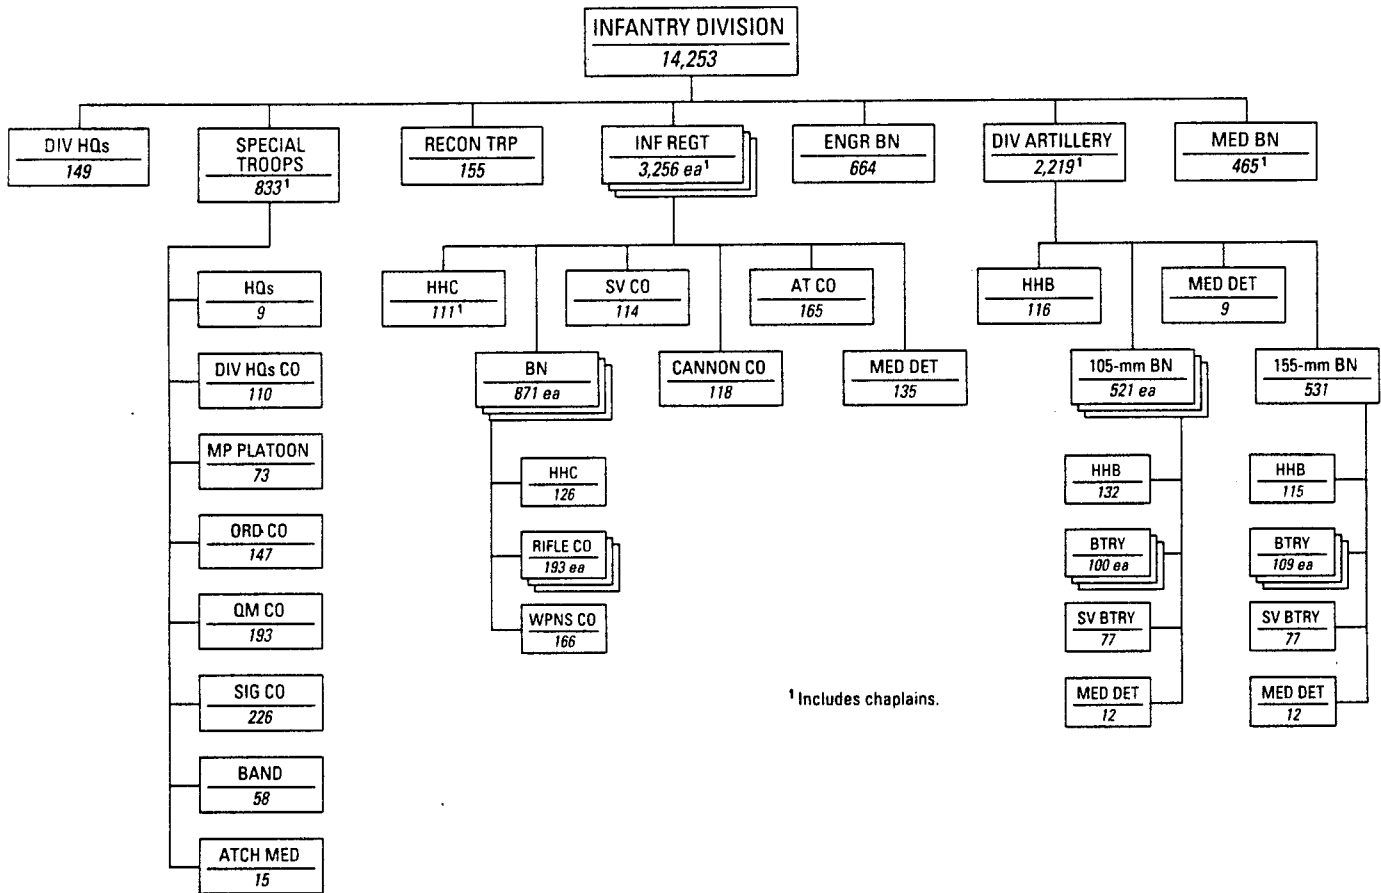 INFANTRY DIVISION
14,253
DIV HQs
149
SPECIAL
TROOPS
833¹
RECON TRP
155
INF REGT
3,256 ea¹
ENGR BN
664
DIV ARTILLERY
2,219¹
MED BN
465¹
HQs
9
DIV HQs CO
110
MP PLATOON
73
ORD CO
147
QM CO
193
SIG CO
226
BAND
58
ATCH MED
15
HHC
111¹
BN
871 ea
SV CO
114
CANNON CO
118
AT CO
165
MED DET
135
HHC
126
RIFLE CO
193 ea
WPNS CO
166
HHB
116
105-mm BN
521 ea
MED DET
9
155-mm BN
531
HHB
132
BTRY
100 ea
SV BTRY
77
MED DET
12
HHB
115
BTRY
109 ea
SV BTRY
77
MED DET
12
¹ Includes chaplains.